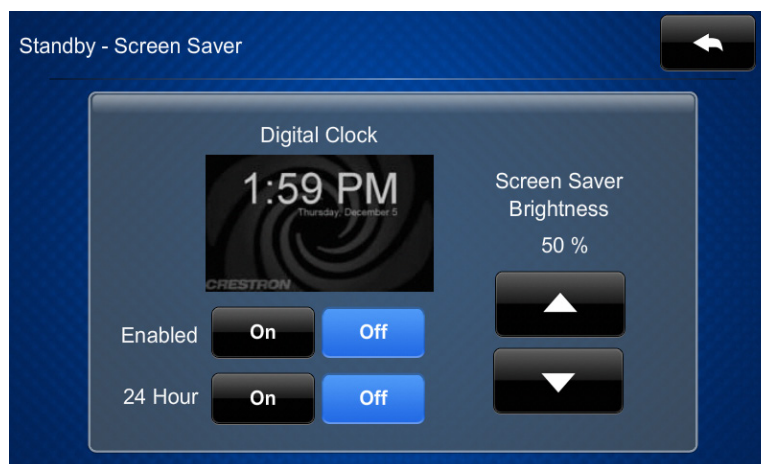 Standby - Screen Saver
Digital Clock
1:59 PM
Thursday, December 5
CRESTRON
Screen Saver
Brightness
50 %
Enabled
On
Off
24 Hour
On
Off